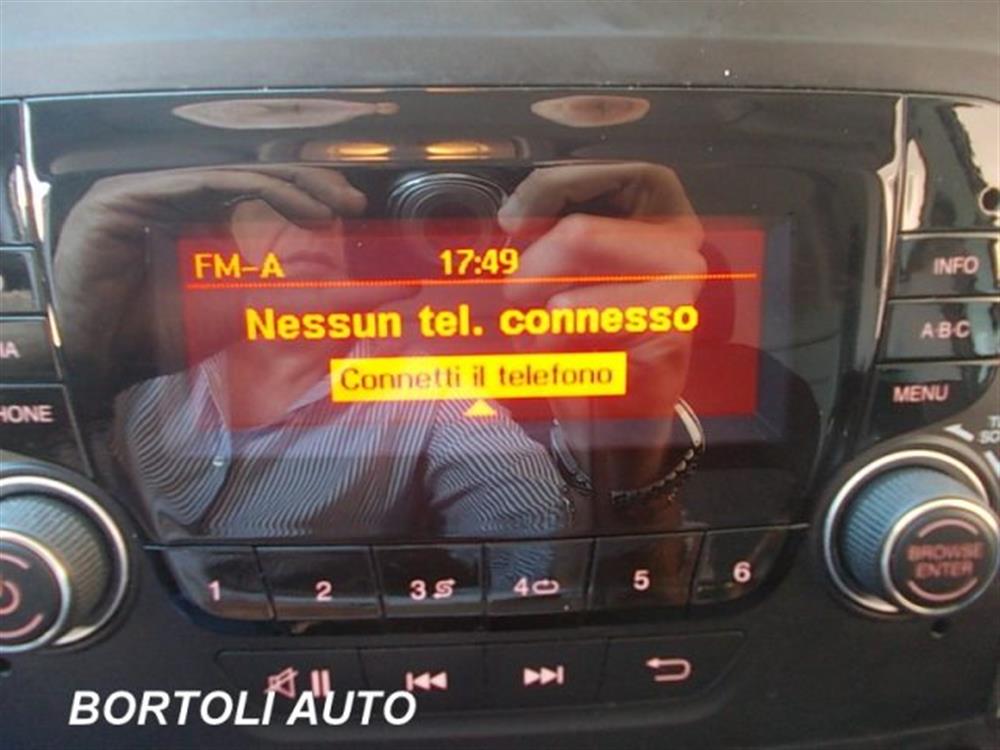 FM-A 17:49
Nessun tel. connesso
Connetti il telefono
INFO
A·B·C
MENU
BROWSE
ENTER
1 2 3 4 5 6
BORTOLI AUTO